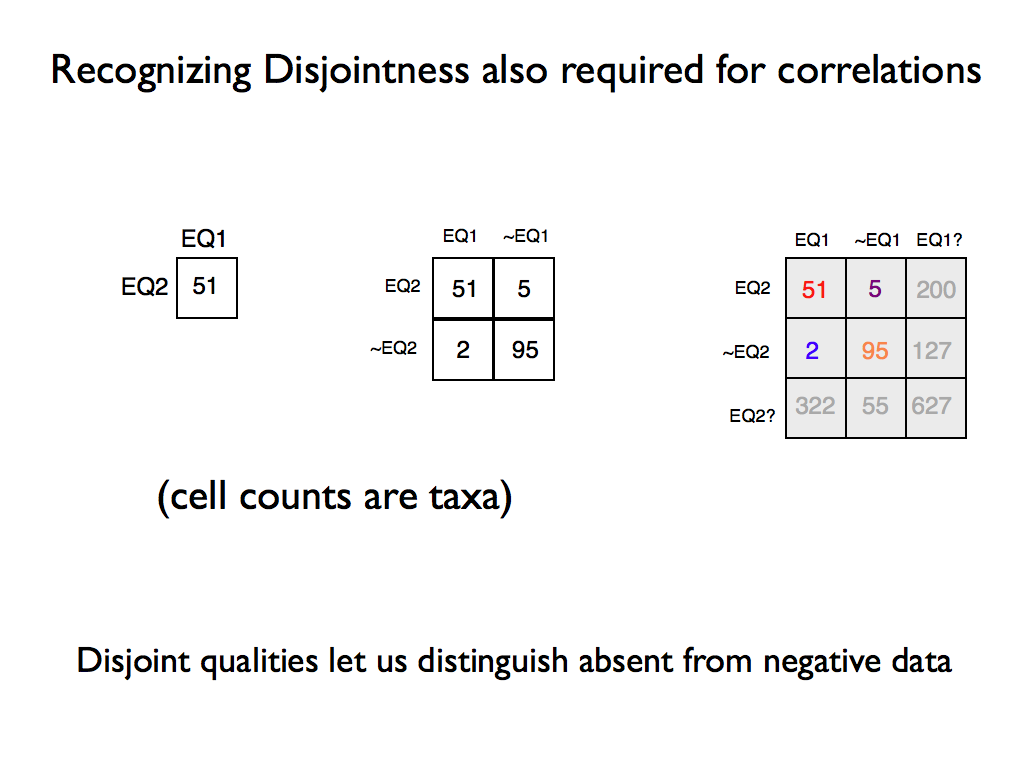 Recognizing Disjointness also required for correlations
EQ1
EQ2 51
EQ1 ~EQ1
EQ2 51 5
~EQ2 2 95
EQ1 ~EQ1 EQ1?
EQ2 51 5 200
~EQ2 2 95 127
EQ2? 322 55 627
(cell counts are taxa)
Disjoint qualities let us distinguish absent from negative data